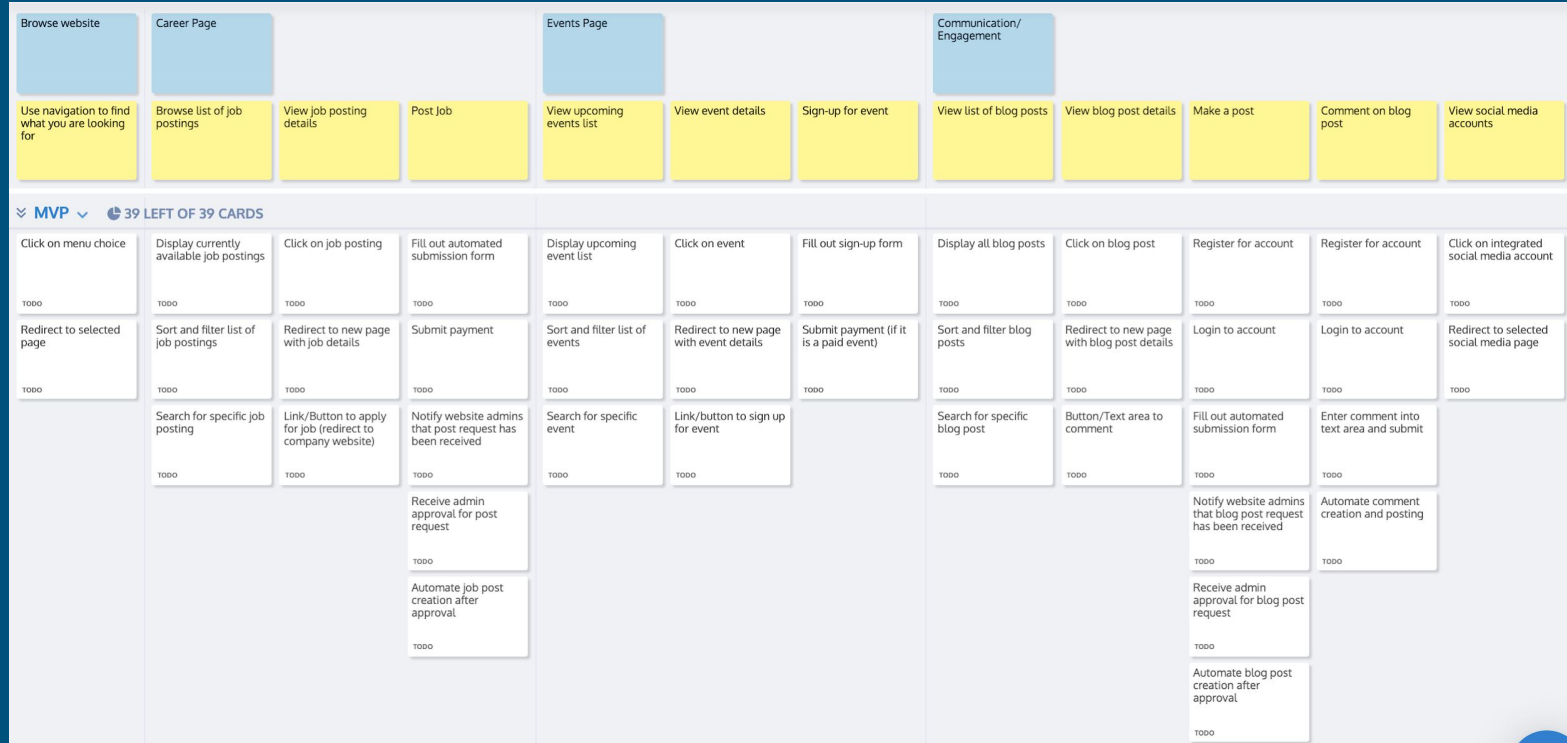 Browse website
Career Page
Events Page
Communication/
Engagement
Use navigation to find
what you are looking
for
Browse list of job
postings
View job posting
details
Post Job
View upcoming
events list
View event details
Sign-up for event
View list of blog posts
View blog post details
Make a post
Comment on blog
post
View social media
accounts
MVP
39 LEFT OF 39 CARDS
Click on menu choice
TODO
Display currently
available job postings
TODO
Click on job posting
TODO
Fill out automated
submission form
TODO
Display upcoming
event list
TODO
Click on event
TODO
Fill out sign-up form
TODO
Display all blog posts
TODO
Click on blog post
TODO
Register for account
TODO
Register for account
TODO
Click on integrated
social media account
TODO
Redirect to selected
page
TODO
Sort and filter list of
job postings
TODO
Redirect to new page
with job details
TODO
Submit payment
TODO
Sort and filter list of
events
TODO
Redirect to new page
with event details
TODO
Submit payment (if it
is a paid event)
TODO
Sort and filter blog
posts
TODO
Redirect to new page
with blog post details
TODO
Login to account
TODO
Login to account
TODO
Redirect to selected
social media page
TODO
Search for specific job
posting
TODO
Link/Button to apply
for job (redirect to
company website)
TODO
Notify website admins
that post request has
been received
TODO
Search for specific
event
TODO
Link/button to sign up
for event
TODO
Search for specific
blog post
TODO
Button/Text area to
comment
TODO
Fill out automated
submission form
TODO
Enter comment into
text area and submit
TODO
Receive admin
approval for post
request
TODO
Notify website admins
that blog post request
has been received
TODO
Automate comment
creation and posting
TODO
Automate job post
creation after
approval
TODO
Receive admin
approval for blog post
request
TODO
Automate blog post
creation after
approval
TODO